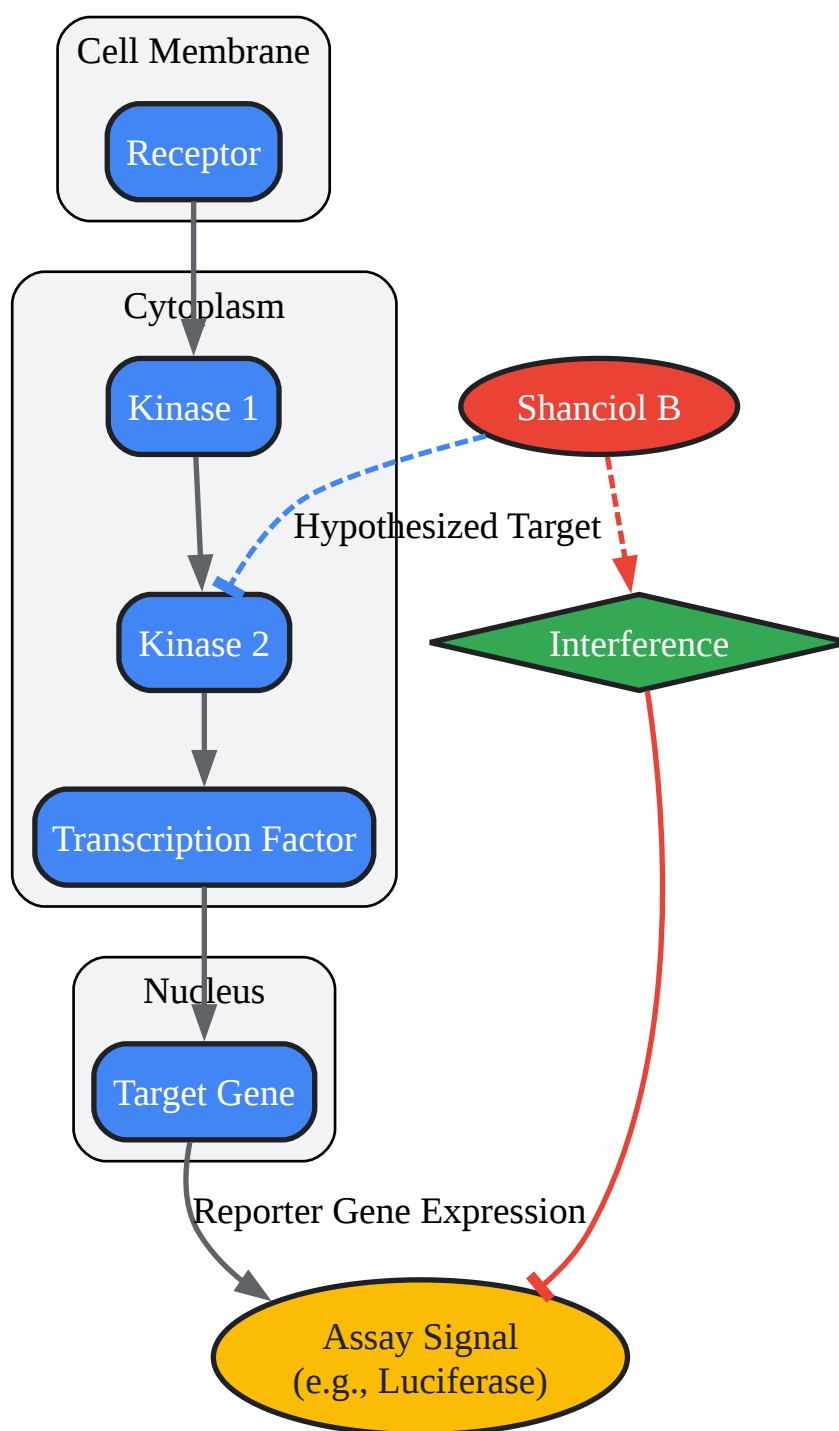 Cell Membrane
Receptor
Cytoplasm
Kinase 1
Shanciol B
Hypothesized Target
Kinase 2
Interference
Transcription Factor
Nucleus
Target Gene
Reporter Gene Expression
Assay Signal
(e.g., Luciferase)